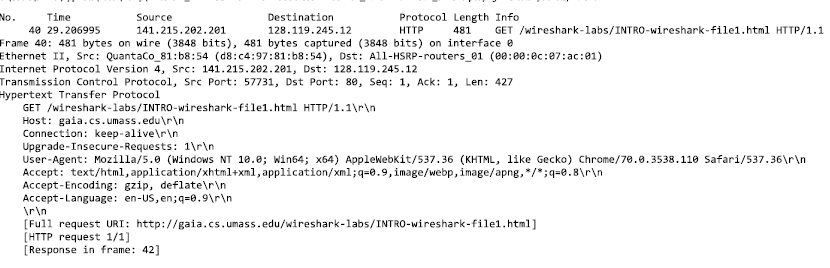 No. Time Source Destination Protocol Length Info
40 29.206995 141.215.202.201 128.119.245.12 HTTP 481 GET /wireshark-labs/INTRO-wireshark-file1.html HTTP/1.1
Frame 40: 481 bytes on wire (3848 bits), 481 bytes captured (3848 bits) on interface 0
Ethernet II, Src: QuantaCo_81:b8:54 (d8:c4:97:81:b8:54), Dst: All-HSRP-routers_01 (00:00:0c:07:ac:01)
Internet Protocol Version 4, Src: 141.215.202.201, Dst: 128.119.245.12
Transmission Control Protocol, Src Port: 57731, Dst Port: 80, Seq: 1, Ack: 1, Len: 427
Hypertext Transfer Protocol
GET /wireshark-labs/INTRO-wireshark-file1.html HTTP/1.1\r\n
Host: gaia.cs.umass.edu\r\n
Connection: keep-alive\r\n
Upgrade-Insecure-Requests: 1\r\n
User-Agent: Mozilla/5.0 (Windows NT 10.0; Win64; x64) AppleWebKit/537.36 (KHTML, like Gecko) Chrome/70.0.3538.110 Safari/537.36\r\n
Accept: text/html,application/xhtml+xml,application/xml;q=0.9,image/webp,image/apng,*/*;q=0.8\r\n
Accept-Encoding: gzip, deflate\r\n
Accept-Language: en-US,en;q=0.9\r\n
\r\n
[Full request URI: http://gaia.cs.umass.edu/wireshark-labs/INTRO-wireshark-file1.html]
[HTTP request 1/1]
[Response in frame: 42]